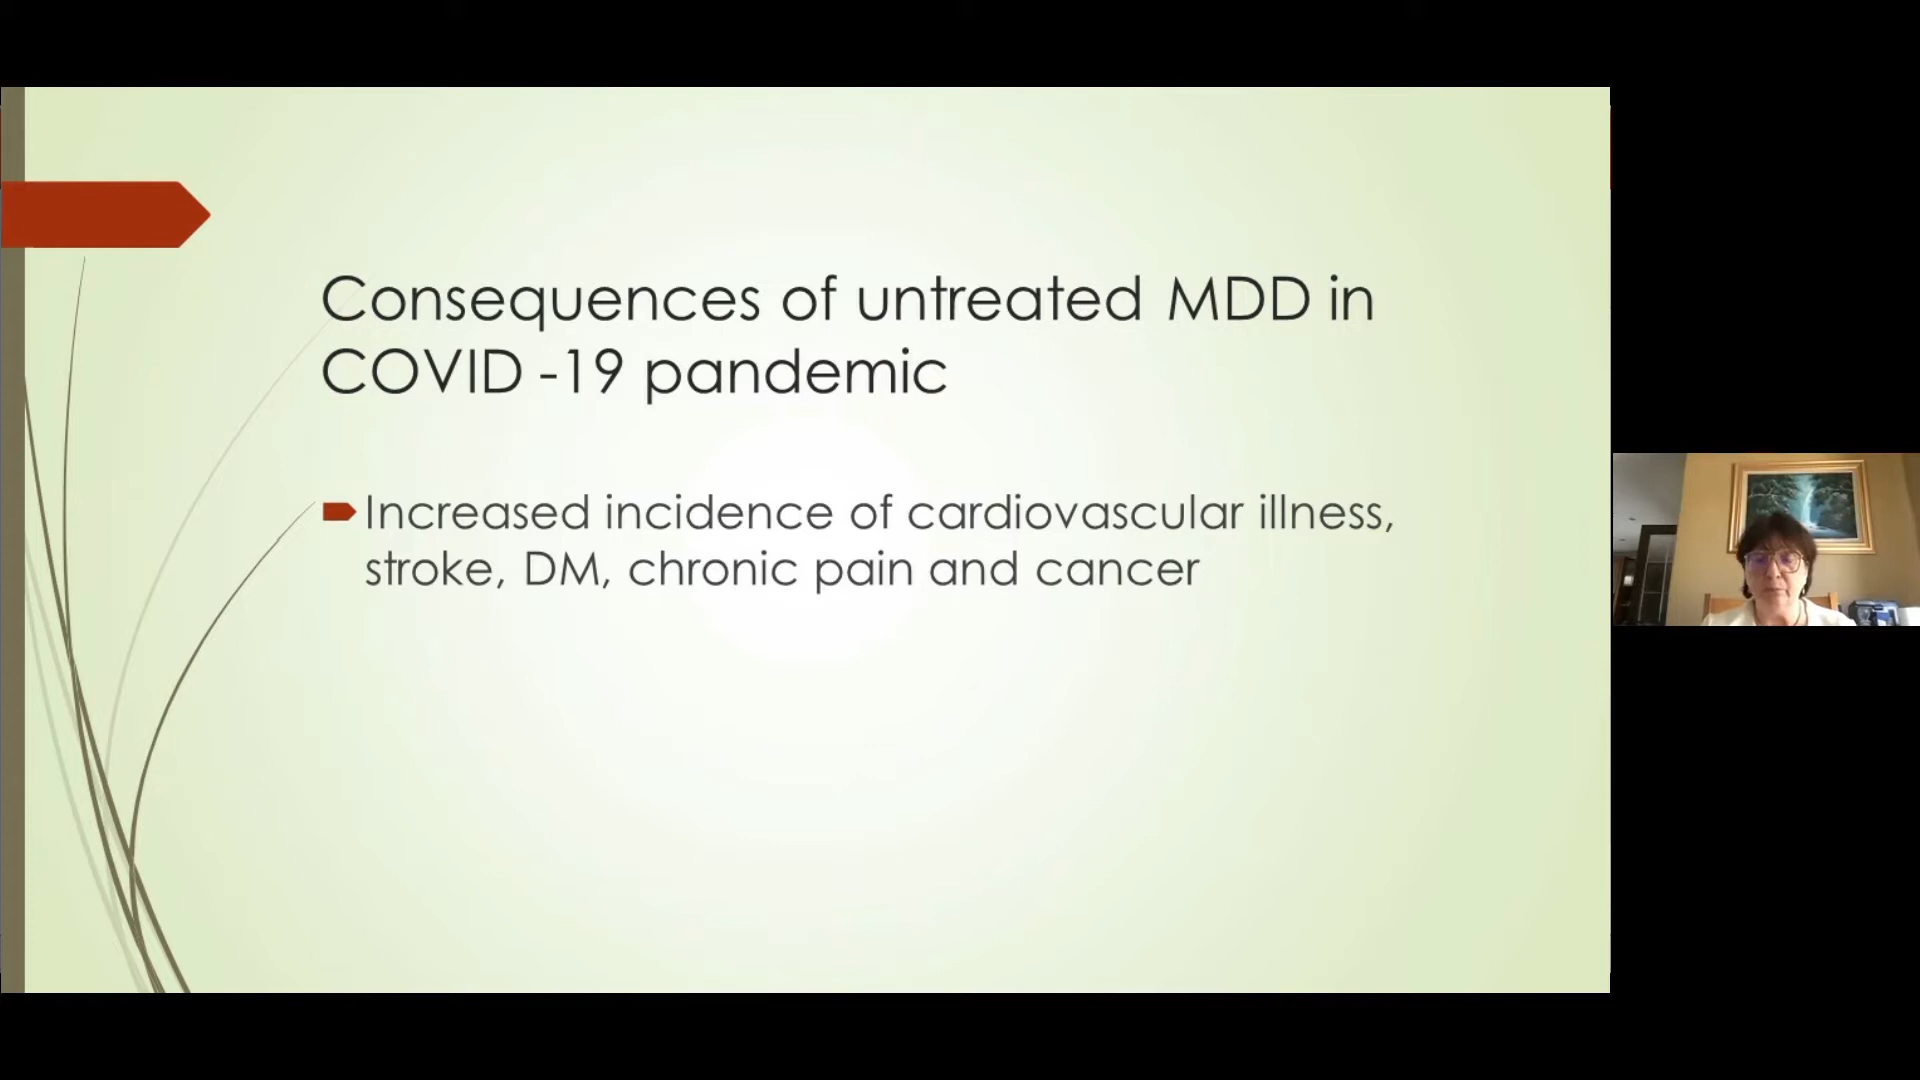 Consequences of untreated MDD in
COVID -19 pandemic
Increased incidence of cardiovascular illness,
stroke, DM, chronic pain and cancer